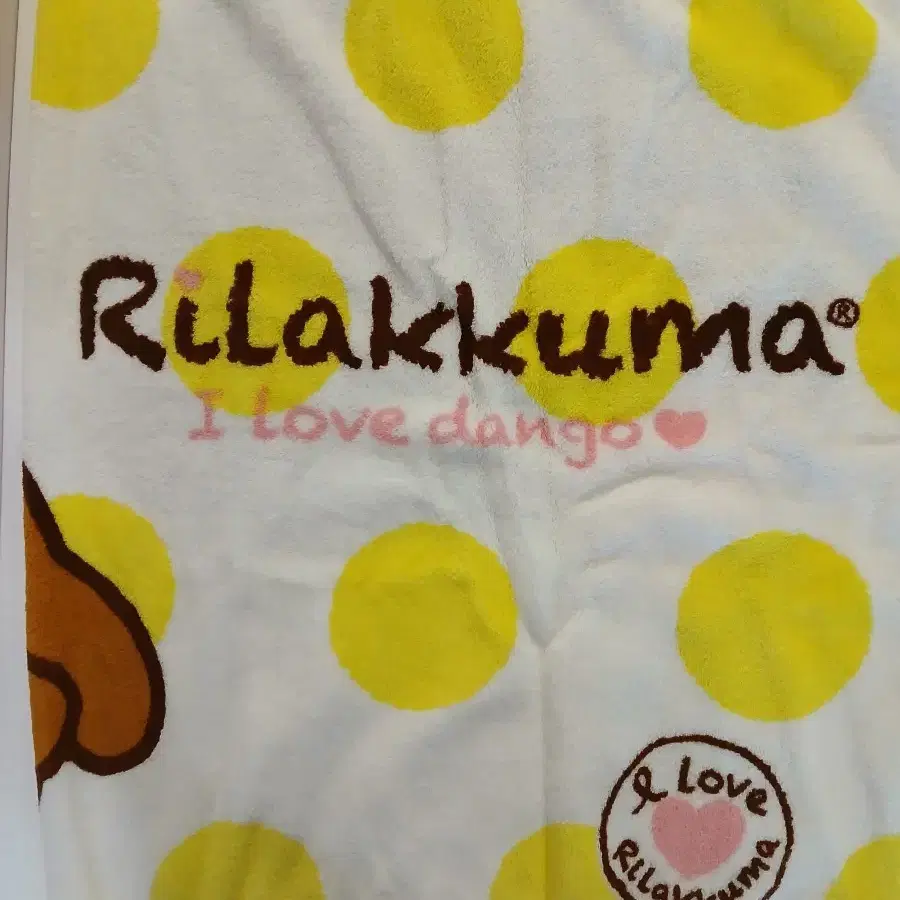 Rilakkuma®
I love dango♥
I Love
Rilakkuma